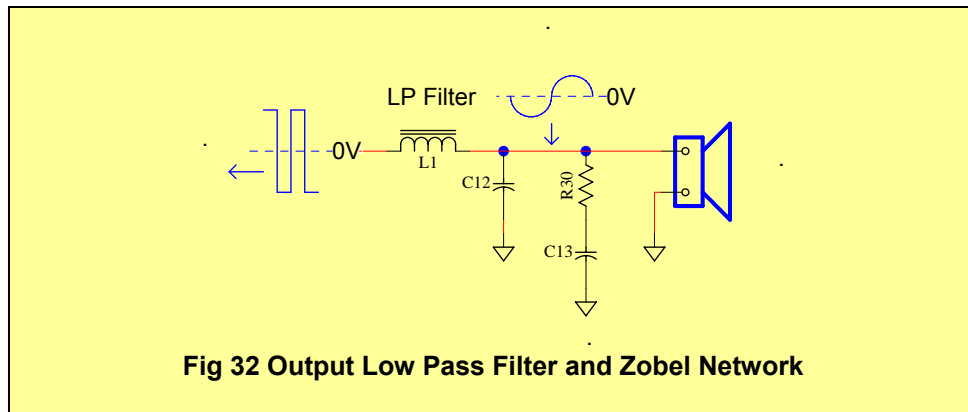 LP Filter
0V
0V
L1
C12
R30
C13
Fig 32 Output Low Pass Filter and Zobel Network